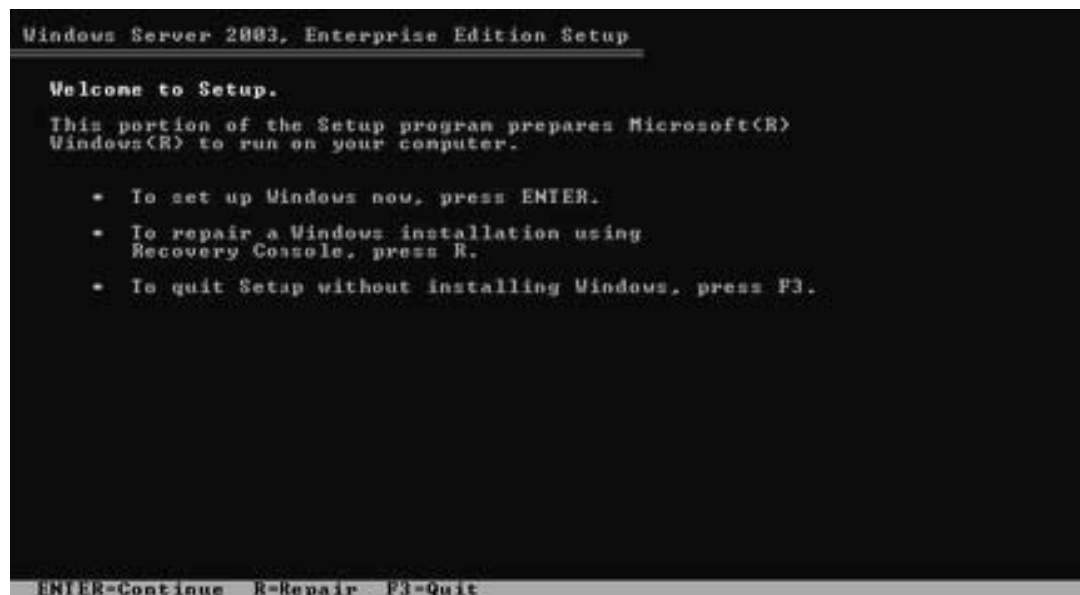 Windows Server 2003, Enterprise Edition Setup
Welcome to Setup.
This portion of the Setup program prepares Microsoft(R)
Windows(R) to run on your computer.
• To set up Windows now, press ENTER.
• To repair a Windows installation using
Recovery Console, press R.
• To quit Setup without installing Windows, press F3.
ENTER=Continue R=Repair F3=Quit